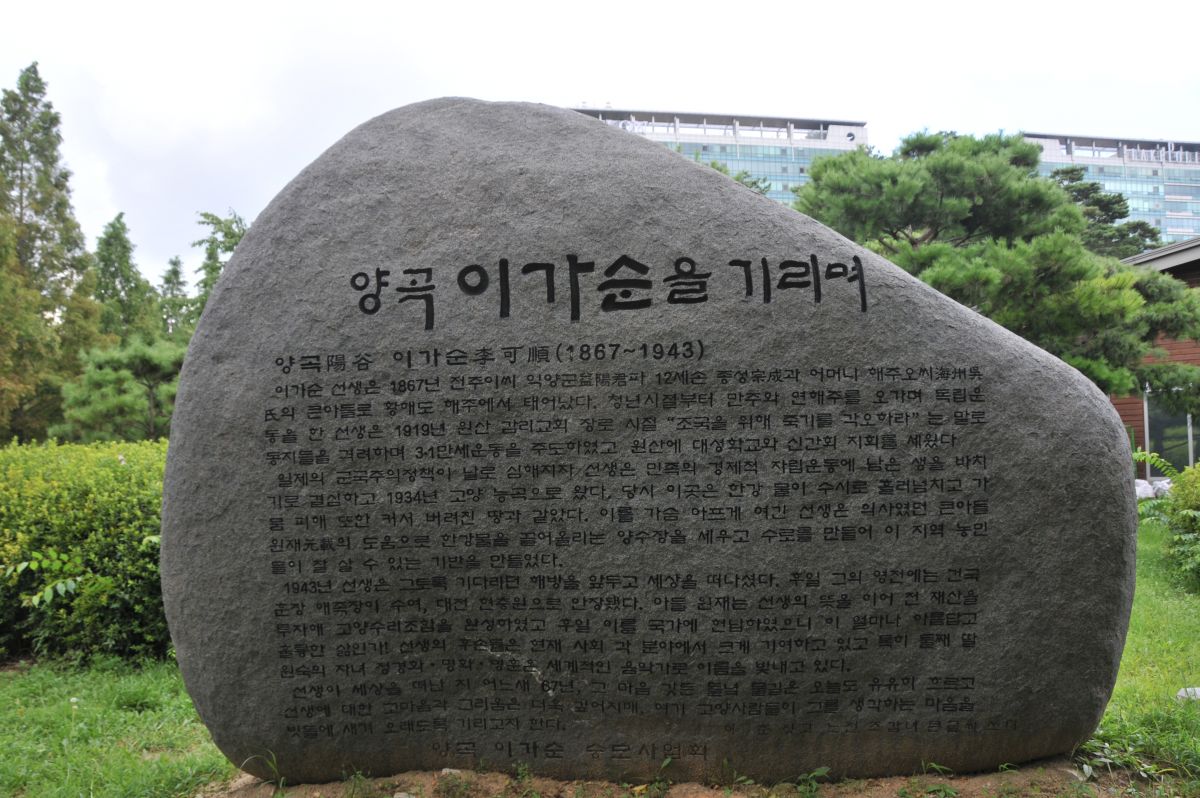 양곡 이가순을 기리며
양곡陽谷 이가순李可順(1867~1943)
이가순 선생은 1867년 전주이씨 익양군益陽君파 12세손 종성宗成과 어머니 해주오씨海州吳
氏의 큰아들로 황해도 해주에서 태어났다. 청년시절부터 만주와 연해주를 오가며 독립운
동을 한 선생은 1919년 원산 감리교회 장로 시절 "조국을 위해 죽기를 각오하라" 는 말로
동지들을 격려하며 3·1만세운동을 주도하였고 원산에 대성학교와 신간회 지회를 세웠다
일제의 군국주의정책이 날로 심해지자 선생은 민족의 경제적 자립운동에 남은 생을 바치
기로 결심하고 1934년 고양 능곡으로 왔다. 당시 이곳은 한강 물이 수시로 흘러넘치고 가
뭄 피해 또한 커서 버려진 땅과 같았다. 이를 가슴 아프게 여긴 선생은 의사였던 큰아들
원재元載의 도움으로 한강물을 끌어올리는 양수장을 세우고 수로를 만들어 이 지역 농민
들이 잘 살 수 있는 기반을 만들었다.
1943년 선생은 그토록 기다리던 해방을 앞두고 세상을 떠나셨다. 후일 그의 영전에는 건국
훈장 애족장이 수여, 대전 현충원으로 안장됐다. 아들 원재는 선생의 뜻을 이어 전 재산을
투자해 고양수리조합을 완성하였고 후일 이를 국가에 헌납하였으니 이 얼마나 아름답고
훌륭한 삶인가! 선생의 후손들은 현재 사회 각 분야에서 크게 기여하고 있고 특히 둘째 딸
원숙의 자녀 정경화·명화·명훈은 세계적인 음악가로 이름을 빛내고 있다.
선생이 세상을 떠난 지 어느새 67년, 그 마음 깃든 물길은 오늘도 유유히 흐르고
선생에 대한 고마움과 그리움은 더욱 깊어지매, 여기 고양사람들이 그를 생각하는 마음을
빗돌에 새겨 오래도록 기리고자 한다.
양곡 이가순 숭모사업회